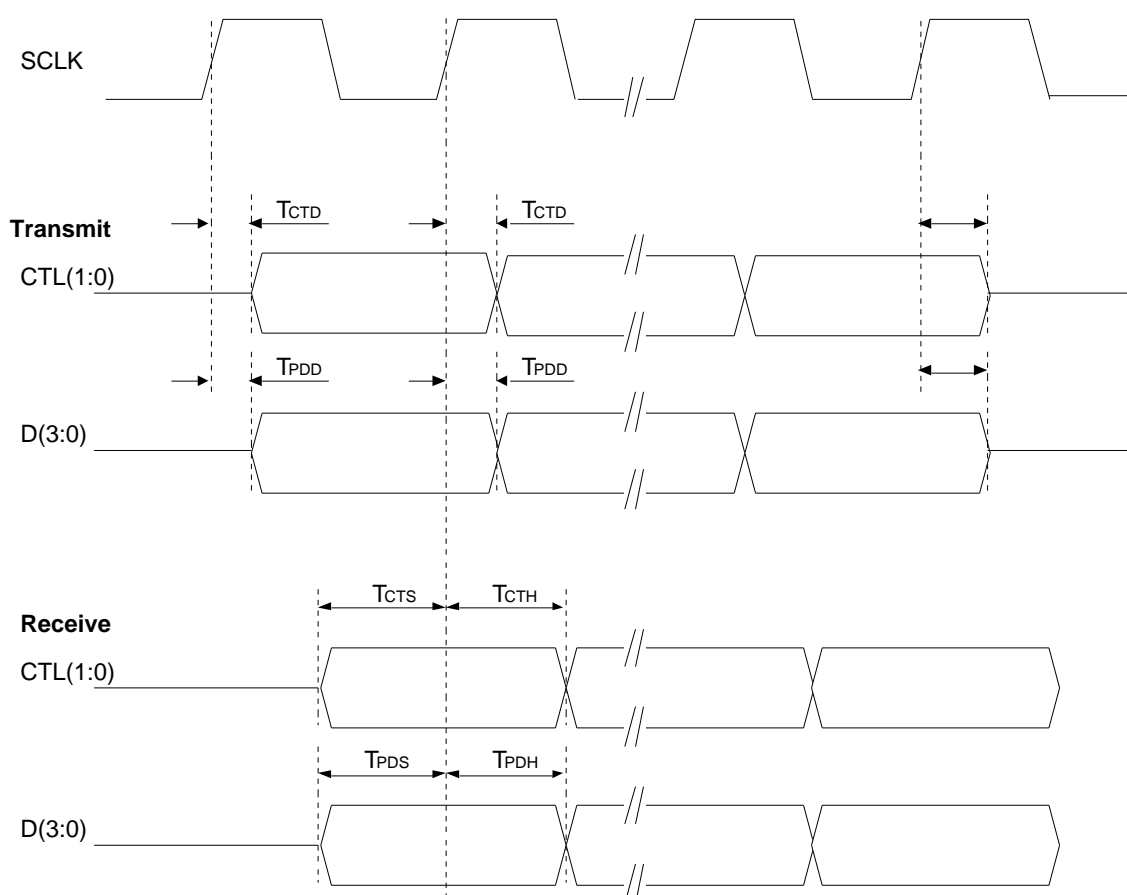 SCLK
TCTD TCTD
Transmit
CTL(1:0)
TPDD TPDD
D(3:0)
TCTS TCTH
Receive
CTL(1:0)
TPDS TPDH
D(3:0)